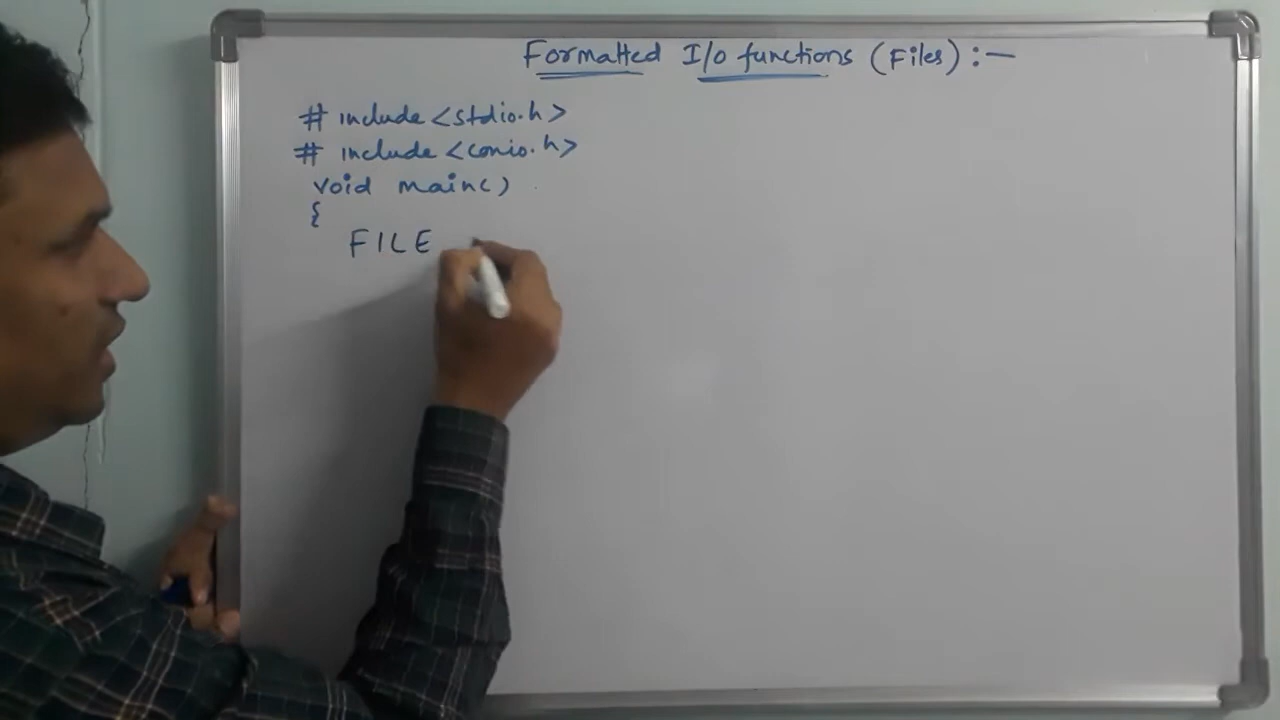 Formatted I/O functions (Files) :-
# include <stdio.h>
# include <conio.h>
void main()
{
FILE